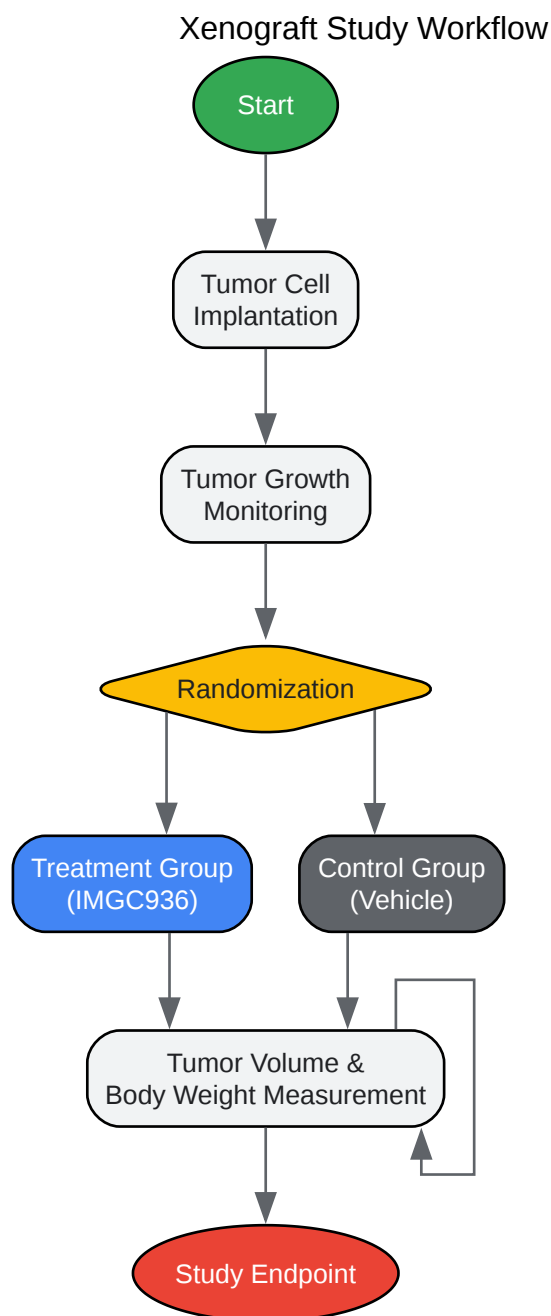 Xenograft Study Workflow
Start
Tumor Cell
Implantation
Tumor Growth
Monitoring
Randomization
Treatment Group
(IMGC936)
Control Group
(Vehicle)
Tumor Volume &
Body Weight Measurement
Study Endpoint